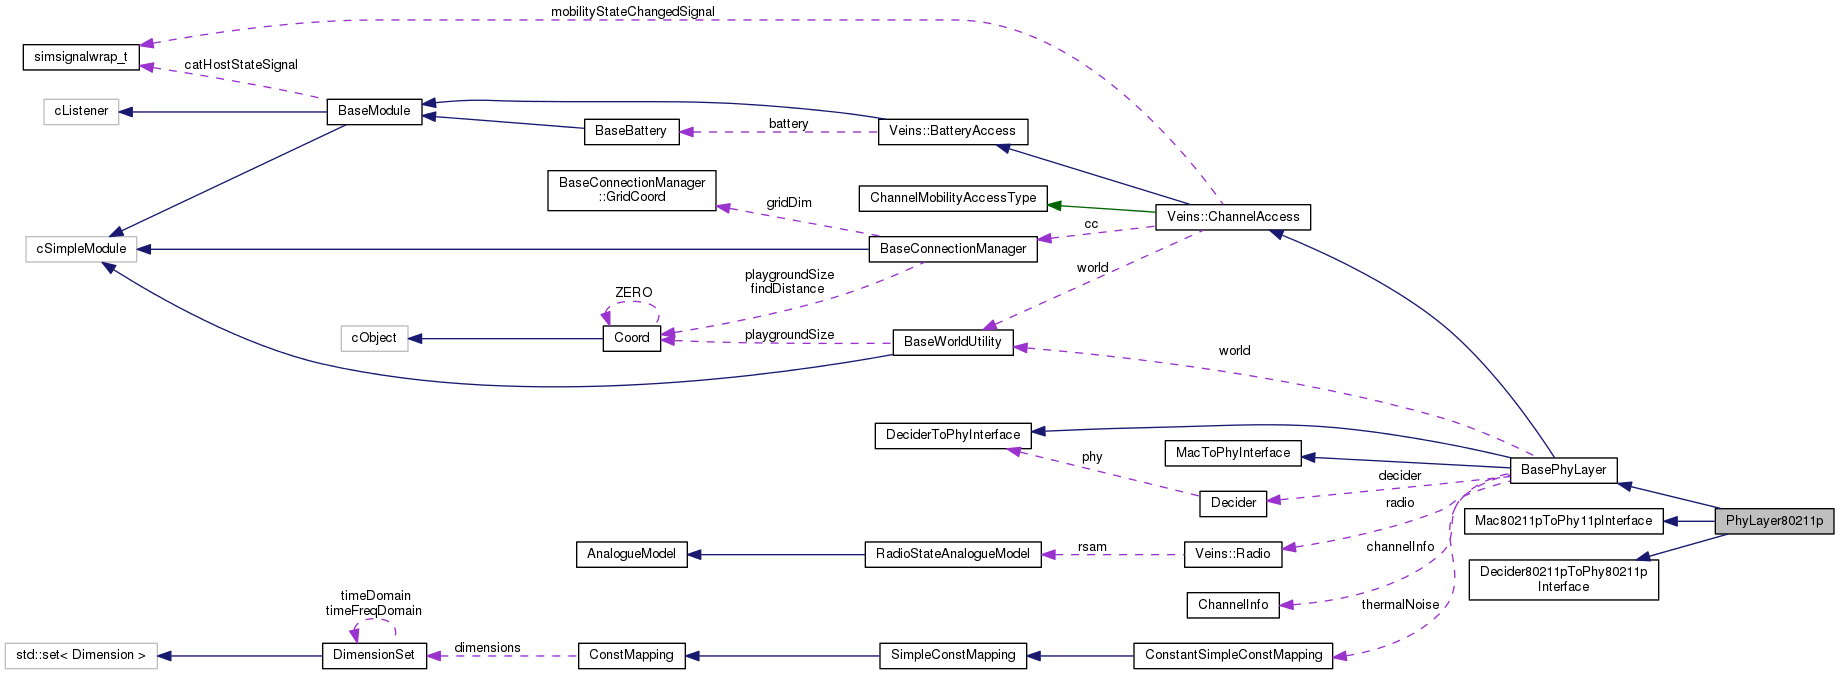 mobilityStateChangedSignal
simsignalwrap_t
catHostStateSignal
cListener
BaseModule
BaseBattery
battery
Veins::BatteryAccess
BaseConnectionManager
::GridCoord
gridDim
ChannelMobilityAccessType
Veins::ChannelAccess
cc
cSimpleModule
BaseConnectionManager
world
playgroundSize
findDistance
ZERO
cObject
Coord
playgroundSize
BaseWorldUtility
world
DeciderToPhyInterface
phy
MacToPhyInterface
decider
BasePhyLayer
Decider
radio
Mac80211pToPhy11pInterface
PhyLayer80211p
AnalogueModel
RadioStateAnalogueModel
rsam
Veins::Radio
channelInfo
Decider80211pToPhy80211p
Interface
ChannelInfo
thermalNoise
timeDomain
timeFreqDomain
std::set< Dimension >
DimensionSet
dimensions
ConstMapping
SimpleConstMapping
ConstantSimpleConstMapping